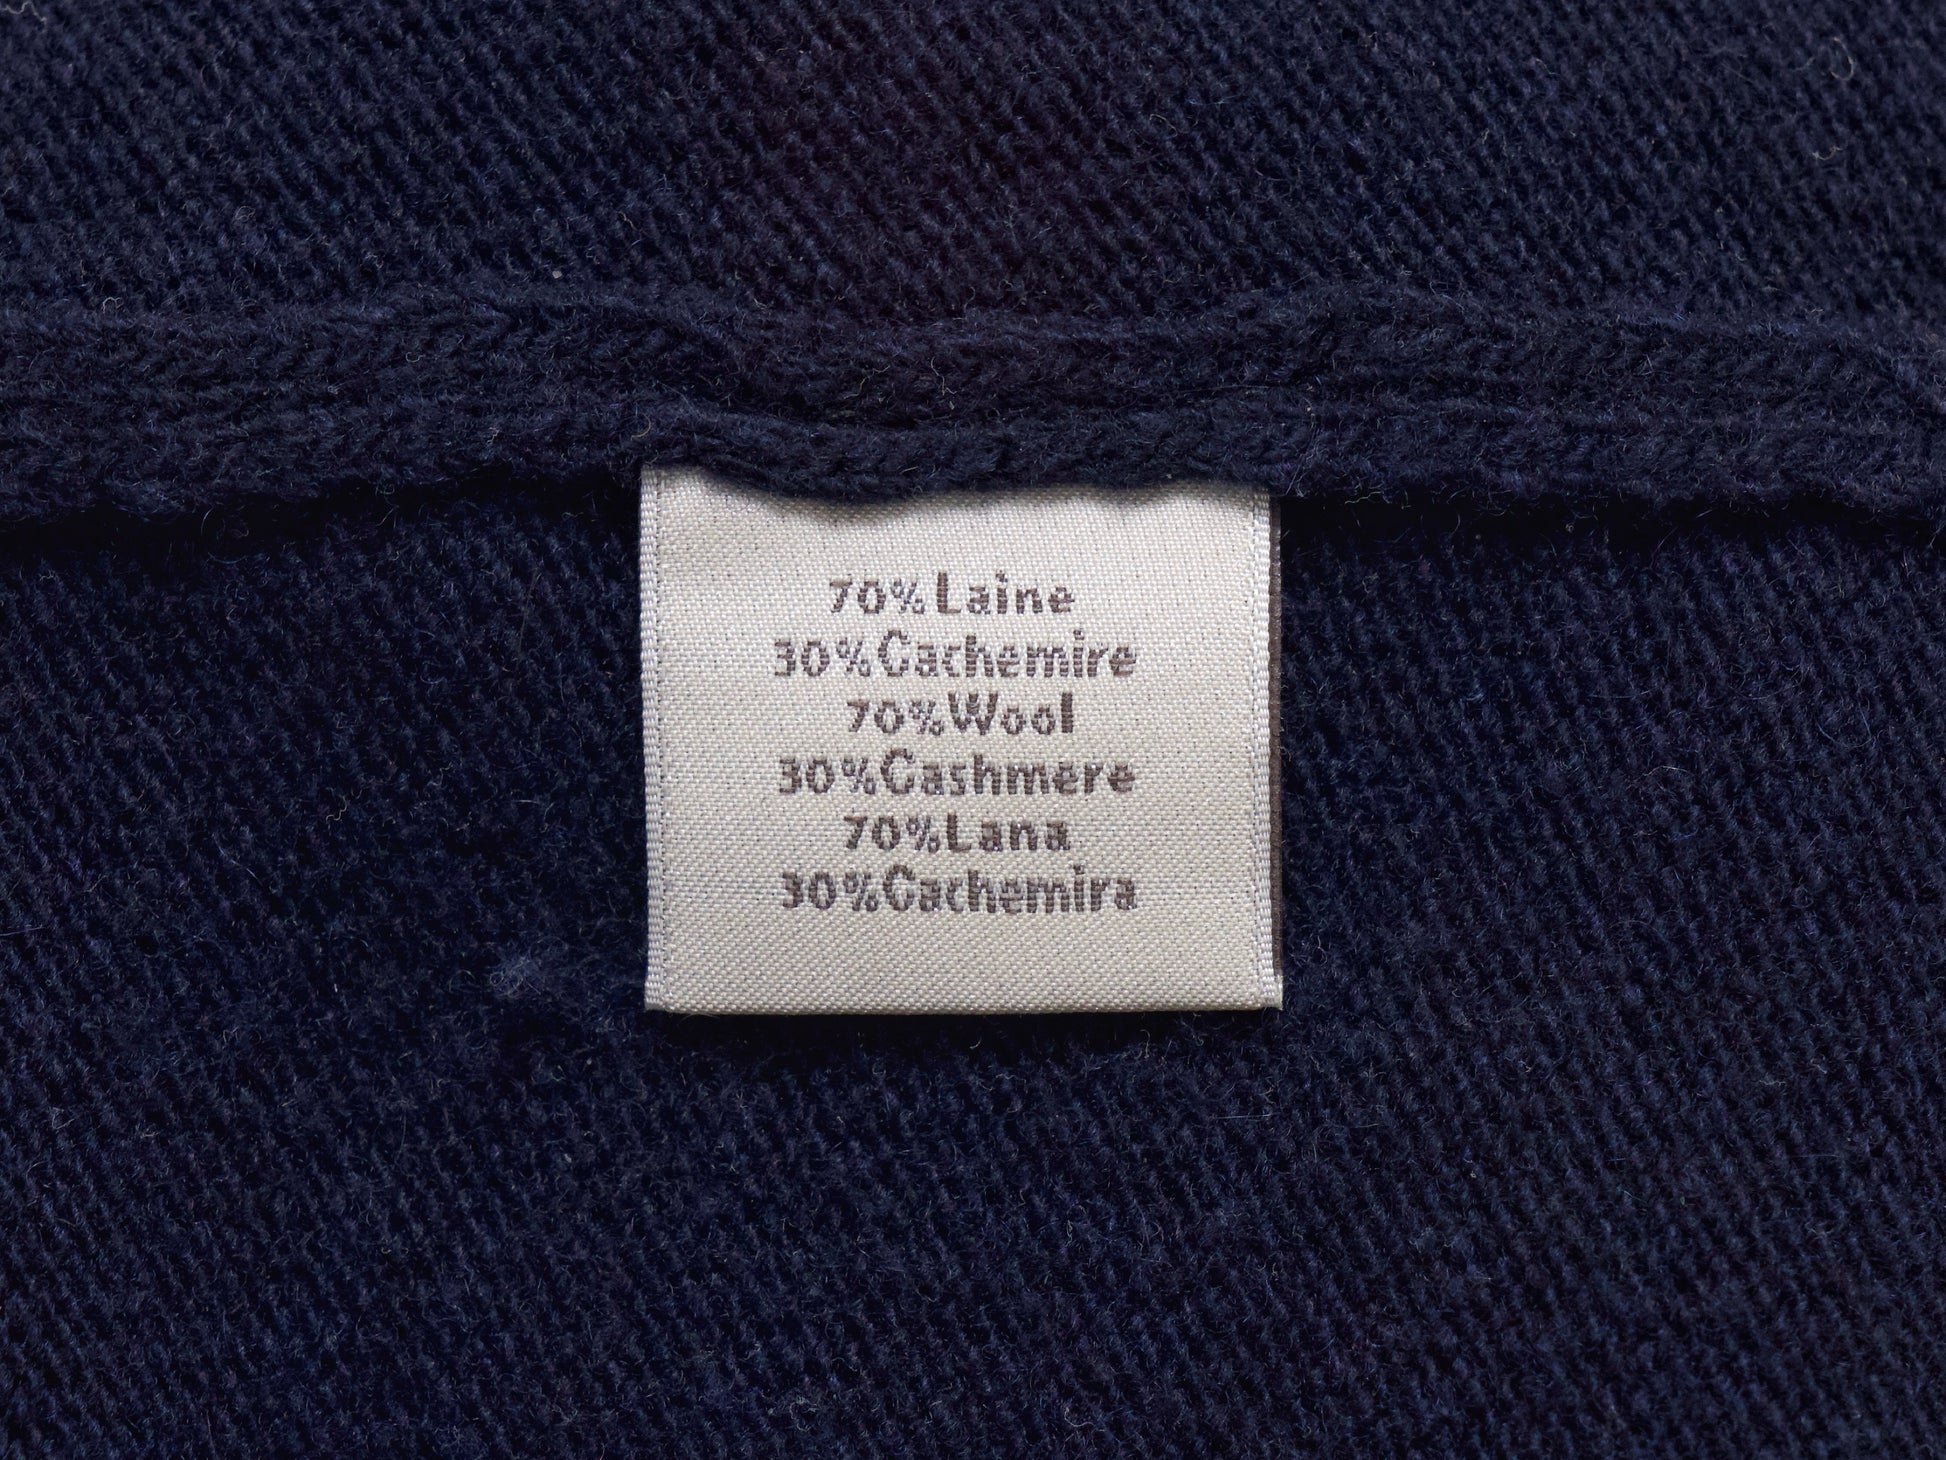 70% Laine
30% Cachemire
70% Wool
30% Cashmere
70% Lana
30% Cachemira